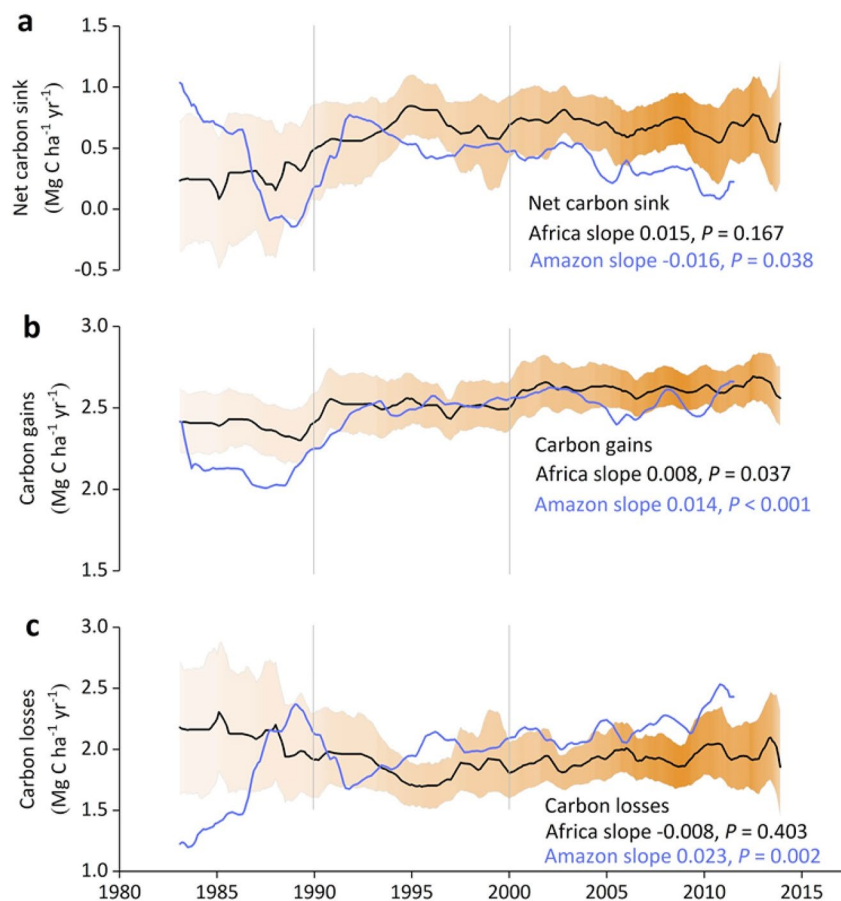 a
1.5
1.0
0.5
0.0
-0.5
Net carbon sink
(Mg C ha⁻¹ yr⁻¹)
Net carbon sink
Africa slope 0.015, P = 0.167
Amazon slope -0.016, P = 0.038
b
3.0
2.5
2.0
1.5
Carbon gains
(Mg C ha⁻¹ yr⁻¹)
Carbon gains
Africa slope 0.008, P = 0.037
Amazon slope 0.014, P < 0.001
c
3.0
2.5
2.0
1.5
1.0
Carbon losses
(Mg C ha⁻¹ yr⁻¹)
Carbon losses
Africa slope -0.008, P = 0.403
Amazon slope 0.023, P = 0.002
1980 1985 1990 1995 2000 2005 2010 2015